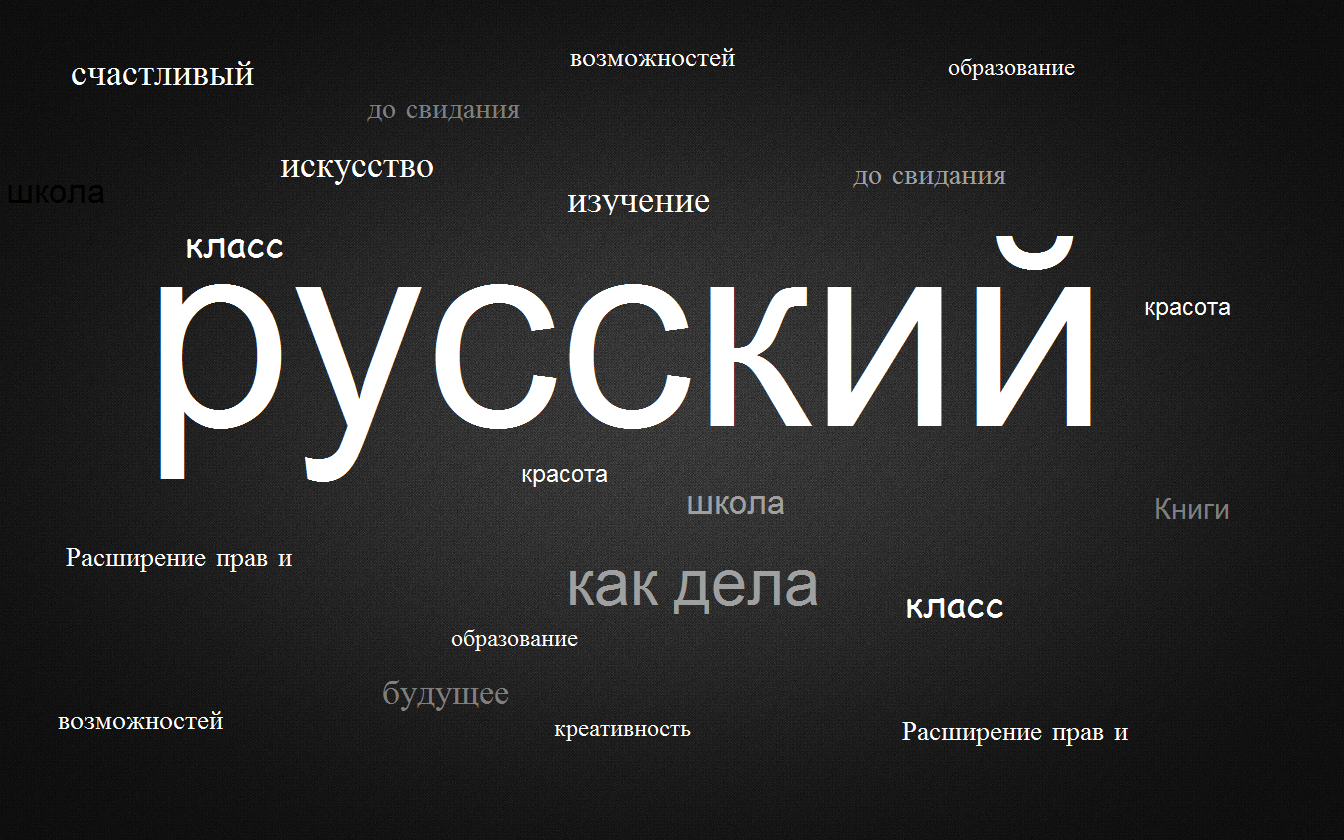 счастливый
возможностей
образование
до свидания
искусство
до свидания
школа
изучение
класс
русский
красота
красота
школа
Книги
Расширение прав и
как дела
класс
образование
будущее
возможностей
креативность
Расширение прав и